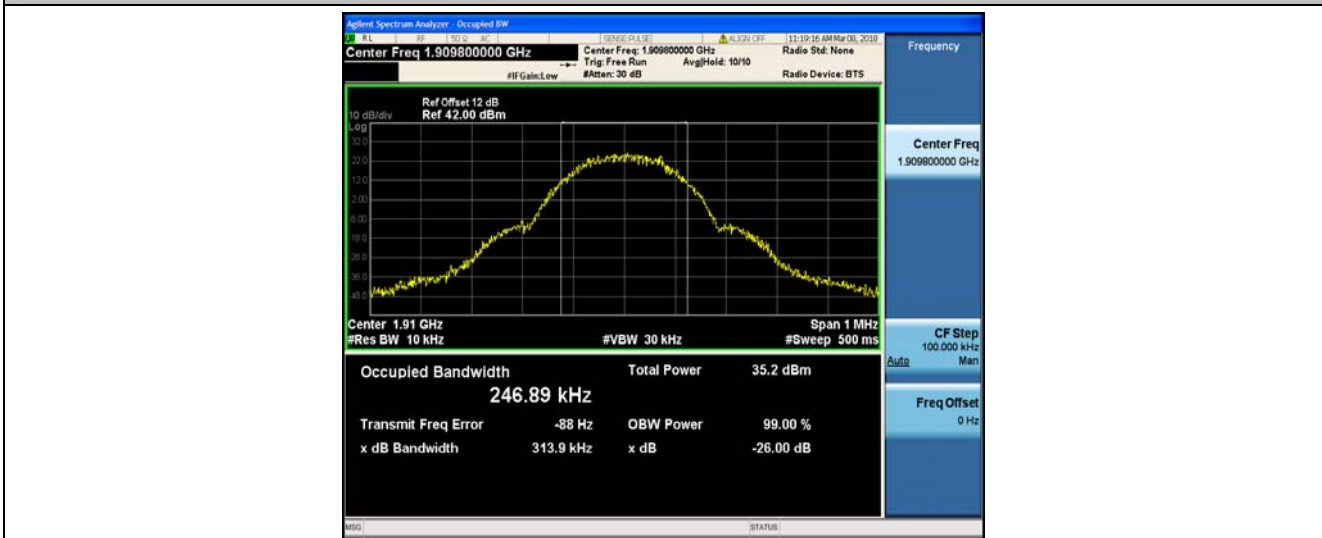 Agilent Spectrum Analyzer - Occupied BW
RL RF 50 Ω AC SENSE:PULSE ALIGN OFF 11:19:16 AM Mar 08, 2018
Center Freq 1.909800000 GHz
Center Freq: 1.909800000 GHz
Radio Std: None
Trig: Free Run Avg|Hold: 10/10
#IFGain:Low #Atten: 30 dB Radio Device: BTS
Frequency
Ref Offset 12 dB
10 dB/div Ref 42.00 dBm
Log
32.0
22.0
12.0
2.00
-8.00
-18.0
-28.0
-38.0
-48.0
Center 1.91 GHz Span 1 MHz
#Res BW 10 kHz #VBW 30 kHz #Sweep 500 ms
Occupied Bandwidth Total Power 35.2 dBm
246.89 kHz
Transmit Freq Error -88 Hz OBW Power 99.00 %
x dB Bandwidth 313.9 kHz x dB -26.00 dB
Center Freq
1.909800000 GHz
CF Step
100.000 kHz
Auto Man
Freq Offset
0 Hz
MSG STATUS